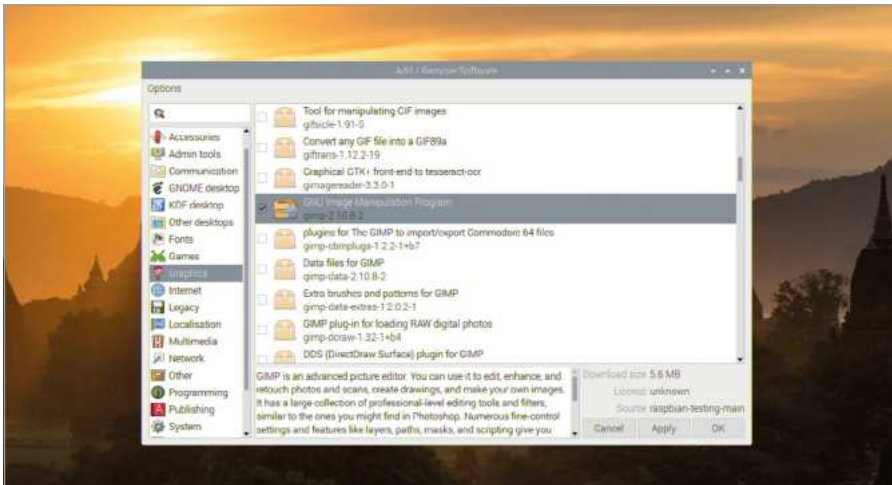 Add / Remove Software
Options
Accessories
Admin tools
Communication
GNOME desktop
KDE desktop
Other desktops
Fonts
Games
Graphics
Internet
Legacy
Localisation
Multimedia
Network
Other
Programming
Publishing
System
Tool for manipulating GIF images
gifsicle-1.91-5
Convert any GIF file into a GIF89a
giftrans-1.12.2-19
Graphical GTK+ front-end to tesseract-ocr
gimagereader-3.3.0-1
GNU Image Manipulation Program
gimp-2.10.8-2
plugins for The GIMP to import/export Commodore 64 files
gimp-cbmplugs-1.2.2-1+b7
Data files for GIMP
gimp-data-2.10.8-2
Extra brushes and patterns for GIMP
gimp-data-extras-1:2.0.2-1
GIMP plug-in for loading RAW digital photos
gimp-dcraw-1.32-1+b4
DDS (DirectDraw Surface) plugin for GIMP
GIMP is an advanced picture editor. You can use it to edit, enhance, and
retouch photos and scans, create drawings, and make your own images.
It has a large collection of professional-level editing tools and filters,
similar to the ones you might find in Photoshop. Numerous fine-control
settings and features like layers, paths, masks, and scripting give you
Download size 5.6 MB
License unknown
Source raspbian-testing-main
Cancel Apply OK